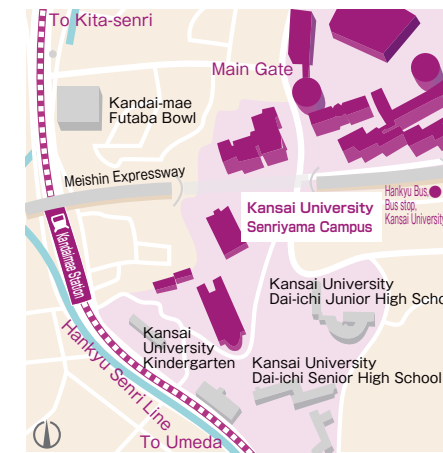 To Kita-senri
Main Gate
Kandai-mae
Futaba Bowl
Meishin Expressway
Hankyu Bus,
Bus stop,
Kansai University
Kansai University
Senriyama Campus
Kandaimae Station
Kansai University
Dai-ichi Junior High Scho
Hankyu Senri Line
Kansai
University
Kindergarten
Kansai University
Dai-ichi Senior High School
To Umeda